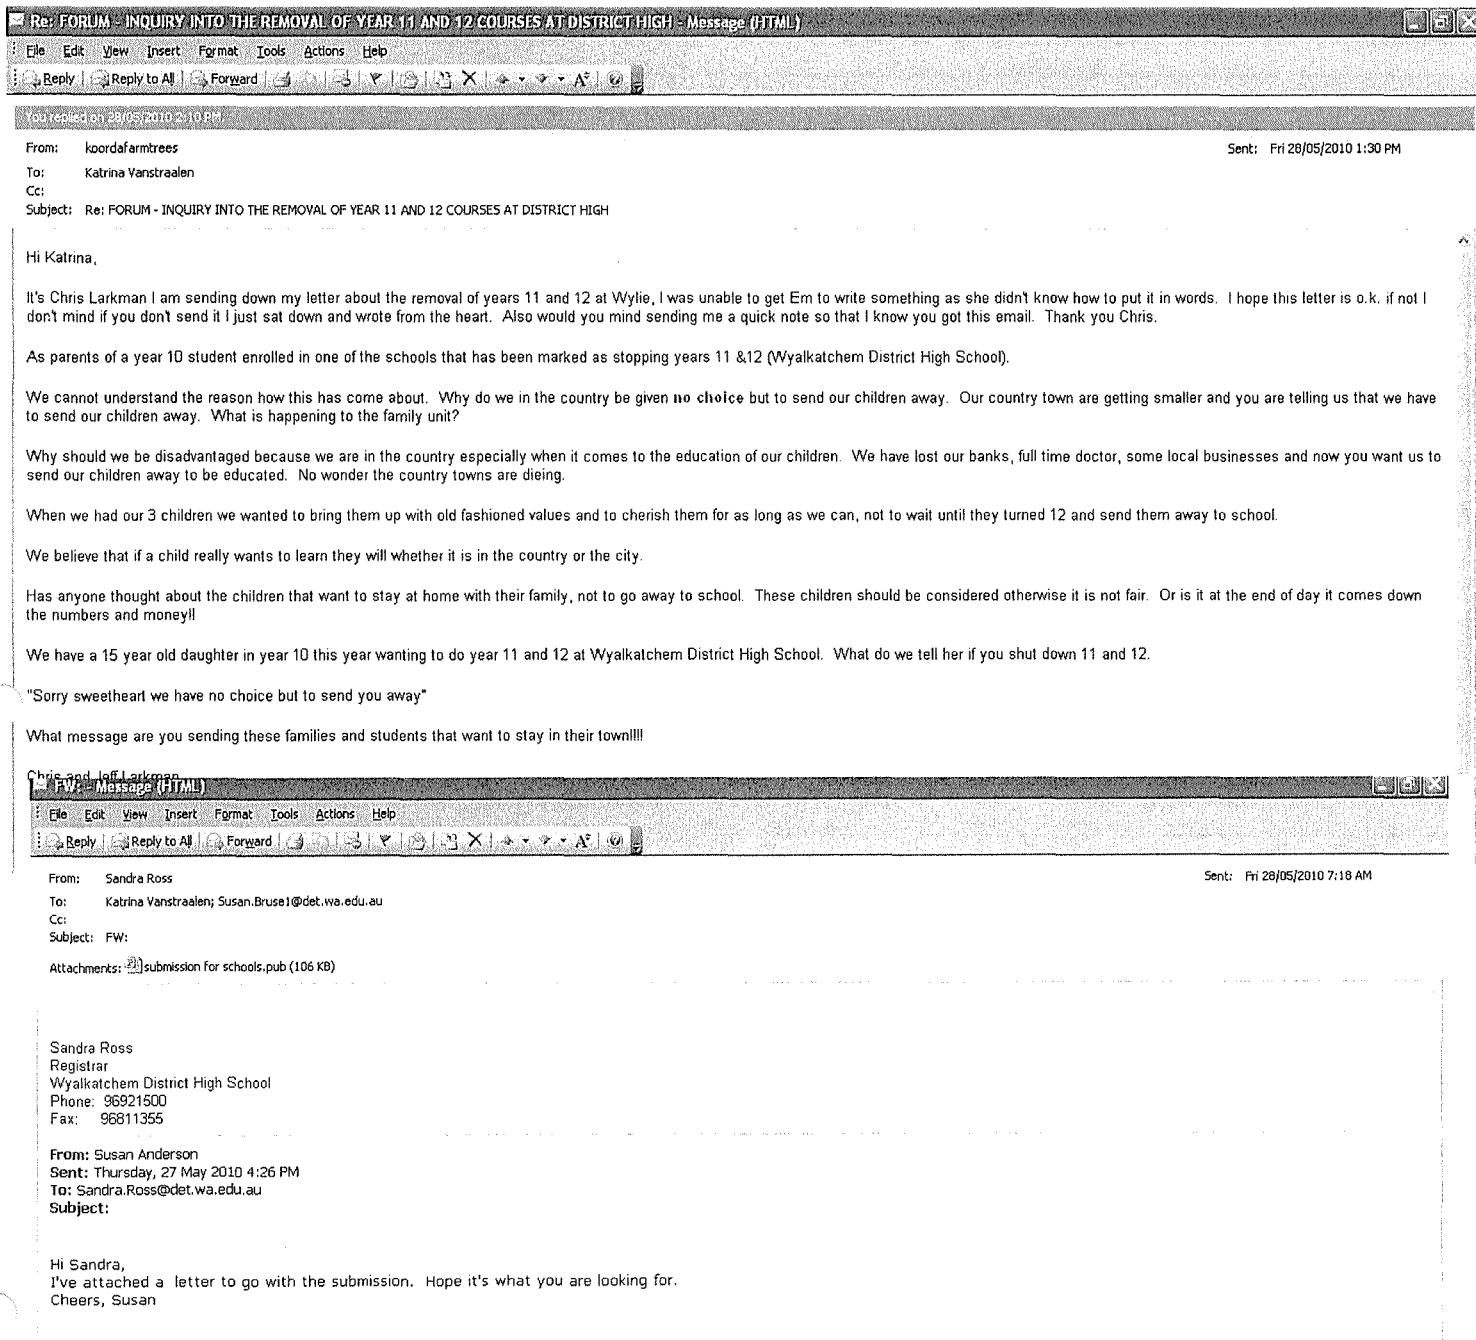 Re: FORUM - INQUIRY INTO THE REMOVAL OF YEAR 11 AND 12 COURSES AT DISTRICT HIGH - Message (HTML)
File Edit View Insert Format Tools Actions Help
Reply Reply to All Forward
You replied on 28/05/2010 2:10 PM.
From: koordafarmtrees Sent: Fri 28/05/2010 1:30 PM
To: Katrina Vanstraalen
Cc:
Subject: Re: FORUM - INQUIRY INTO THE REMOVAL OF YEAR 11 AND 12 COURSES AT DISTRICT HIGH
Hi Katrina,
It's Chris Larkman I am sending down my letter about the removal of years 11 and 12 at Wylie, I was unable to get Em to write something as she didn't know how to put it in words. I hope this letter is o.k. if not I
don't mind if you don't send it I just sat down and wrote from the heart. Also would you mind sending me a quick note so that I know you got this email. Thank you Chris.
As parents of a year 10 student enrolled in one of the schools that has been marked as stopping years 11 &12 (Wyalkatchem District High School).
We cannot understand the reason how this has come about. Why do we in the country be given no choice but to send our children away. Our country town are getting smaller and you are telling us that we have
to send our children away. What is happening to the family unit?
Why should we be disadvantaged because we are in the country especially when it comes to the education of our children. We have lost our banks, full time doctor, some local businesses and now you want us to
send our children away to be educated. No wonder the country towns are dieing.
When we had our 3 children we wanted to bring them up with old fashioned values and to cherish them for as long as we can, not to wait until they turned 12 and send them away to school.
We believe that if a child really wants to learn they will whether it is in the country or the city.
Has anyone thought about the children that want to stay at home with their family, not to go away to school. These children should be considered otherwise it is not fair. Or is it at the end of day it comes down
the numbers and money!!
We have a 15 year old daughter in year 10 this year wanting to do year 11 and 12 at Wyalkatchem District High School. What do we tell her if you shut down 11 and 12.
"Sorry sweetheart we have no choice but to send you away"
What message are you sending these families and students that want to stay in their town!!!!
Chris and Jeff Larkman
FW: - Message (HTML)
File Edit View Insert Format Tools Actions Help
Reply Reply to All Forward
From: Sandra Ross Sent: Fri 28/05/2010 7:18 AM
To: Katrina Vanstraalen; Susan.Bruse1@det.wa.edu.au
Cc:
Subject: FW:
Attachments: submission for schools.pub (106 KB)
Sandra Ross
Registrar
Wyalkatchem District High School
Phone: 96921500
Fax: 96811355
From: Susan Anderson
Sent: Thursday, 27 May 2010 4:26 PM
To: Sandra.Ross@det.wa.edu.au
Subject:
Hi Sandra,
I've attached a letter to go with the submission. Hope it's what you are looking for.
Cheers, Susan